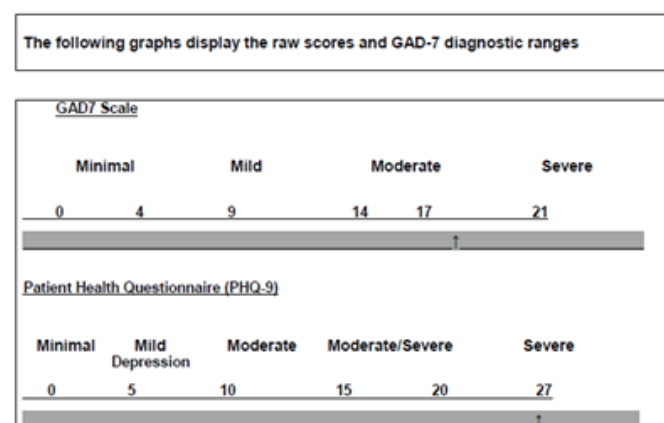 The following graphs display the raw scores and GAD-7 diagnostic ranges
GAD7 Scale
Minimal Mild Moderate Severe
0 4 9 14 17 21
↑
Patient Health Questionnaire (PHQ-9)
Minimal Mild Moderate Moderate/Severe Severe
Depression
0 5 10 15 20 27
↑